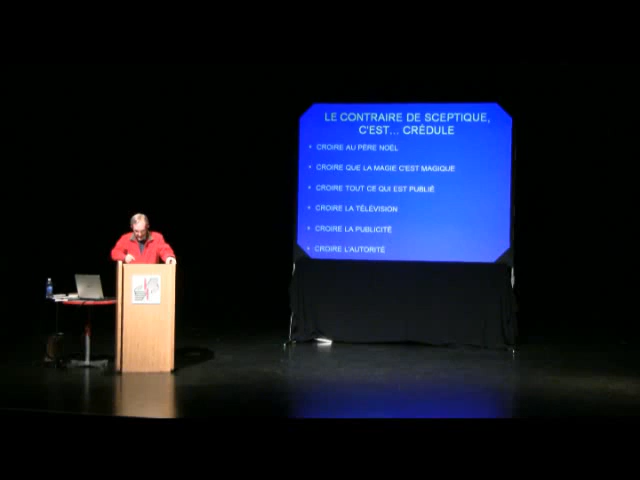 LE CONTRAIRE DE SCEPTIQUE,
C'EST... CRÉDULE
• CROIRE AU PÈRE NOËL
• CROIRE QUE LA MAGIE C'EST MAGIQUE
• CROIRE TOUT CE QUI EST PUBLIÉ
• CROIRE LA TÉLÉVISION
• CROIRE LA PUBLICITÉ
• CROIRE L'AUTORITÉ